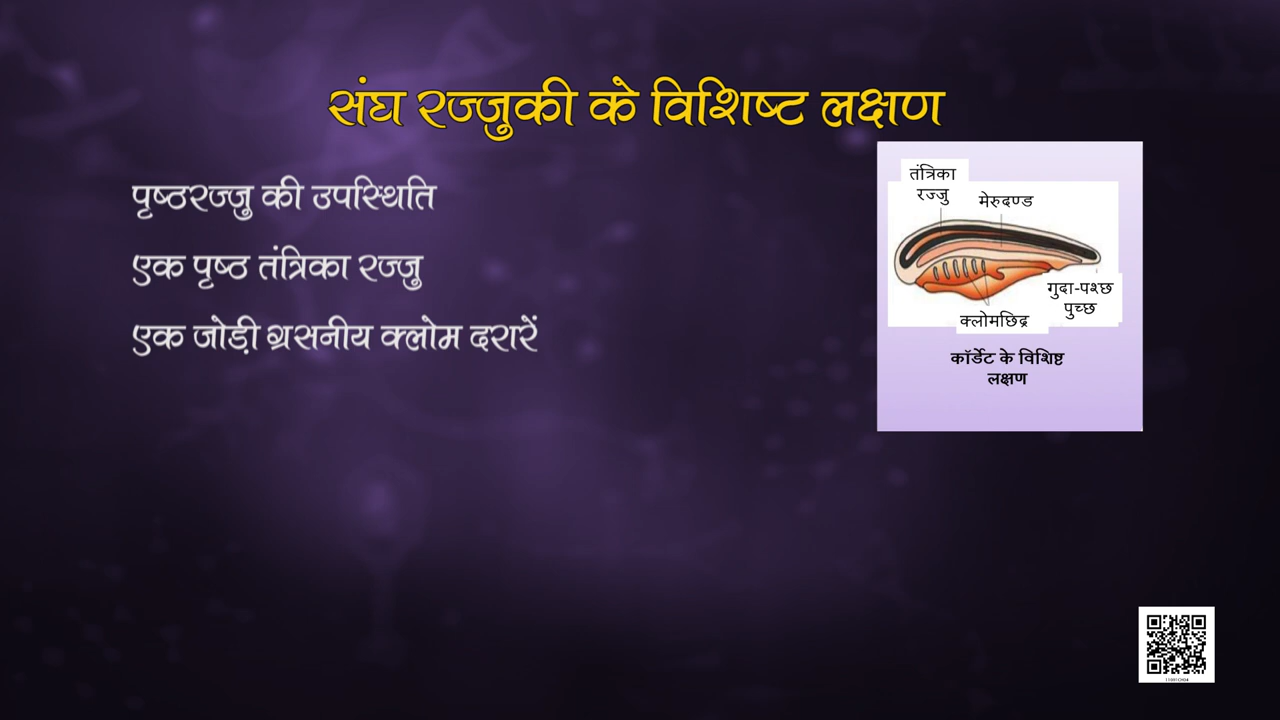 संघ रज्जुकी के विशिष्ट लक्षण
पृष्ठरज्जु की उपस्थिति
एक पृष्ठ तंत्रिका रज्जु
एक जोड़ी ग्रसनीय क्लोम दरारें
तंत्रिका
रज्जु
मेरुदण्ड
गुदा-पश्छ
पुच्छ
क्लोमछिद्र
कॉर्डेट के विशिष्ट
लक्षण